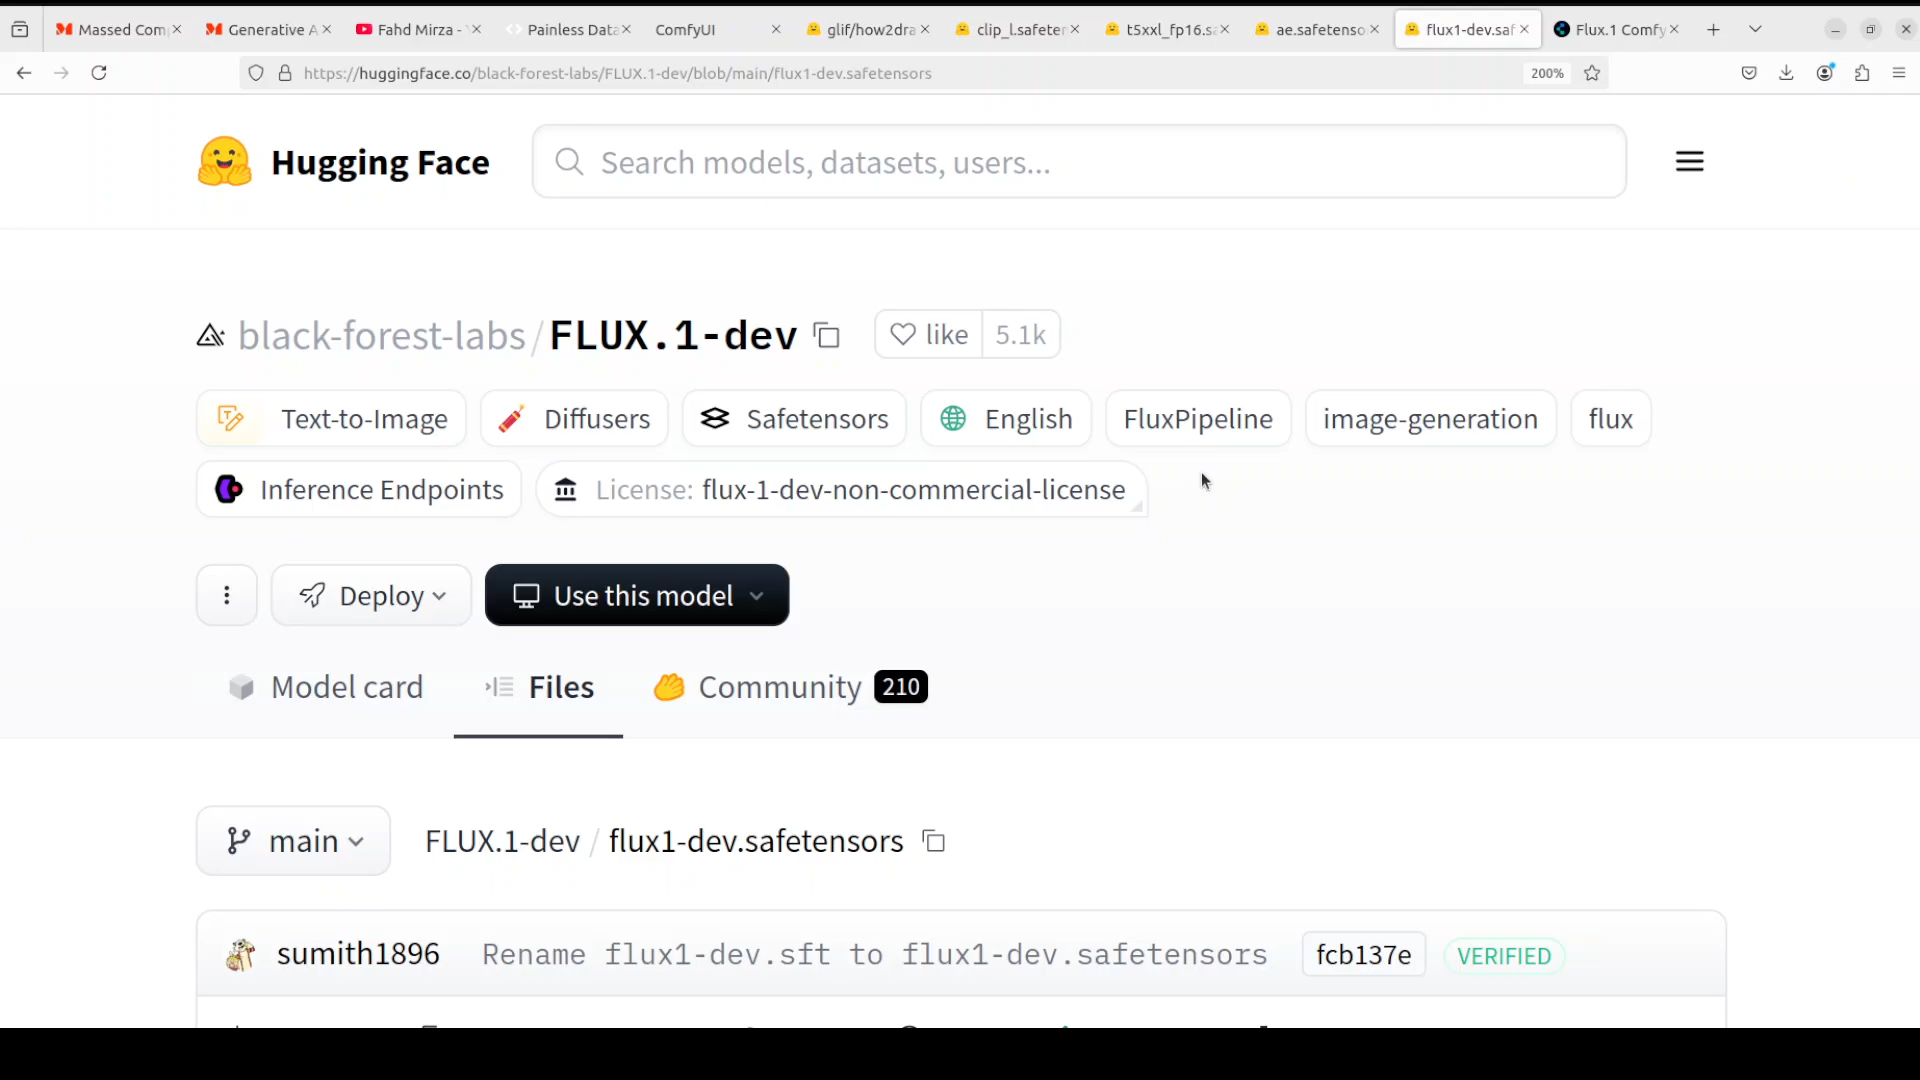 Massed Com
Generative A
Fahd Mirza -
Painless Data
ComfyUI
glif/how2dra
clip_l.safeten
t5xxl_fp16.sa
ae.safetenso
flux1-dev.saf
Flux.1 Comfy
https://huggingface.co/black-forest-labs/FLUX.1-dev/blob/main/flux1-dev.safetensors
200%
Hugging Face
Search models, datasets, users...
black-forest-labs/FLUX.1-dev
like 5.1k
Text-to-Image
Diffusers
Safetensors
English
FluxPipeline
image-generation
flux
Inference Endpoints
License: flux-1-dev-non-commercial-license
Deploy
Use this model
Model card
Files
Community 210
main
FLUX.1-dev / flux1-dev.safetensors
sumith1896
Rename flux1-dev.sft to flux1-dev.safetensors
fcb137e
VERIFIED